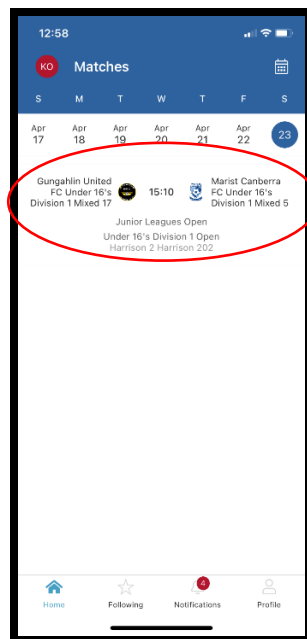 12:58
KO Matches
S M T W T F S
Apr 17 Apr 18 Apr 19 Apr 20 Apr 21 Apr 22 23
Gungahlin United
FC Under 16's
Division 1 Mixed 17
15:10
Marist Canberra
FC Under 16's
Division 1 Mixed 5
Junior Leagues Open
Under 16's Division 1 Open
Harrison 2 Harrison 202
4
Home Following Notifications Profile